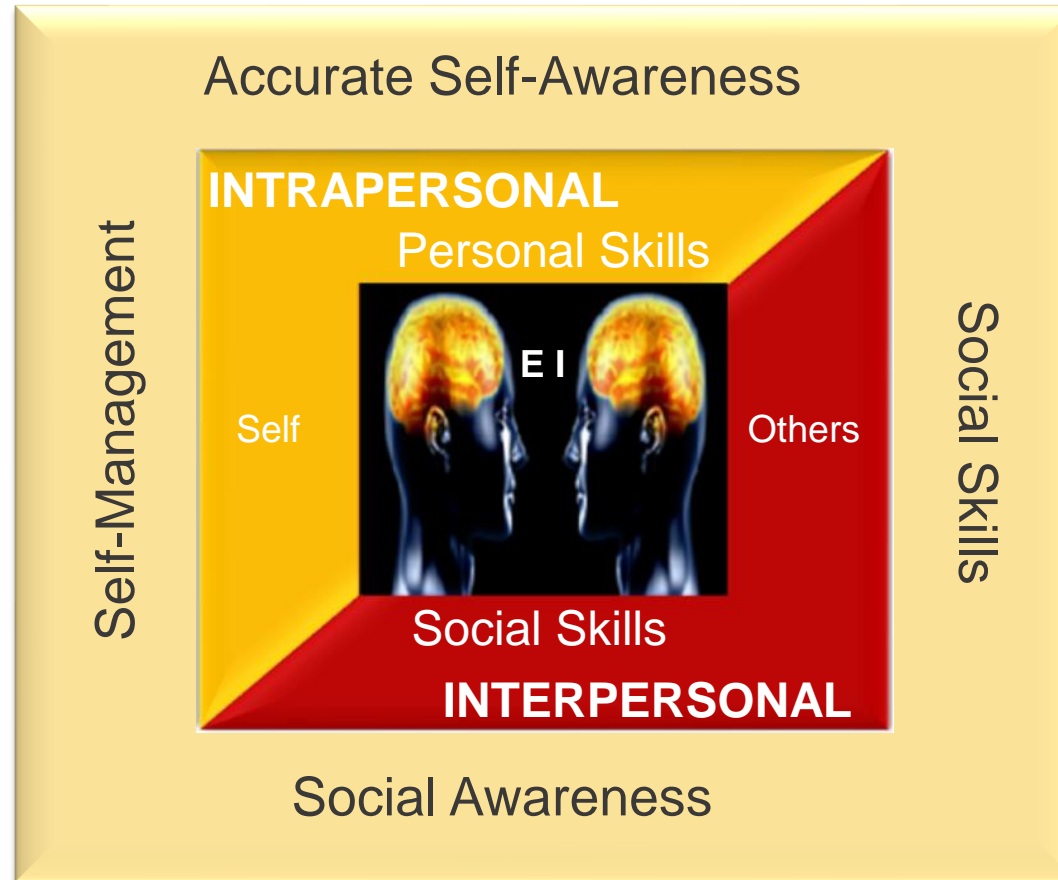 Accurate Self-Awareness
INTRAPERSONAL
Personal Skills
Self-Management
Self
E I
Others
Social Skills
Social Skills
INTERPERSONAL
Social Awareness